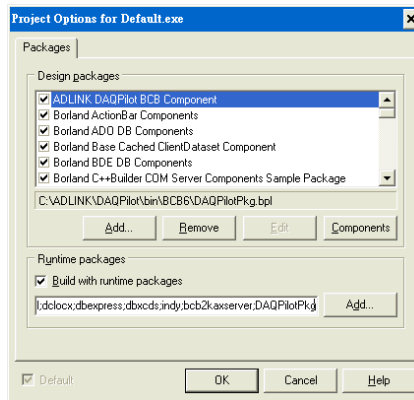 Project Options for Default.exe
Packages
Design packages
ADLINK DAQPilot BCB Component
Borland ActionBar Components
Borland ADO DB Components
Borland Base Cached ClientDataset Component
Borland BDE DB Components
Borland C++Builder COM Server Components Sample Package
C:\ADLINK\DAQPilot\bin\BCB6\DAQPilotPkg.bpl
Add... Remove Edit Components
Runtime packages
Build with runtime packages
l;dclocx;dbexpress;dbxcds;indy;bcb2kaxserver;DAQPilotPkg Add...
Default OK Cancel Help